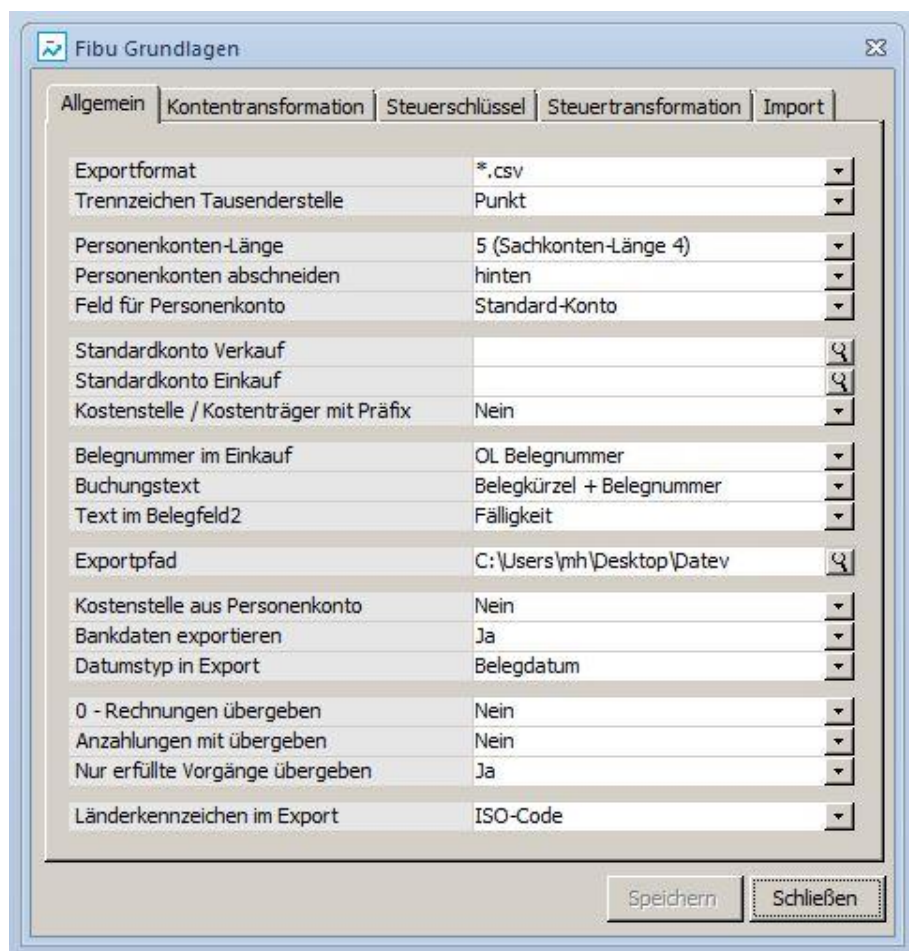 Fibu Grundlagen
Allgemein Kontentransformation Steuerschlüssel Steuertransformation Import
Exportformat *.csv
Trennzeichen Tausenderstelle Punkt
Personenkonten-Länge 5 (Sachkonten-Länge 4)
Personenkonten abschneiden hinten
Feld für Personenkonto Standard-Konto
Standardkonto Verkauf
Standardkonto Einkauf
Kostenstelle / Kostenträger mit Präfix Nein
Belegnummer im Einkauf OL Belegnummer
Buchungstext Belegkürzel + Belegnummer
Text im Belegfeld2 Fälligkeit
Exportpfad C:\Users\mh\Desktop\Datev
Kostenstelle aus Personenkonto Nein
Bankdaten exportieren Ja
Datumstyp in Export Belegdatum
0 - Rechnungen übergeben Nein
Anzahlungen mit übergeben Nein
Nur erfüllte Vorgänge übergeben Ja
Länderkennzeichen im Export ISO-Code
Speichern Schließen